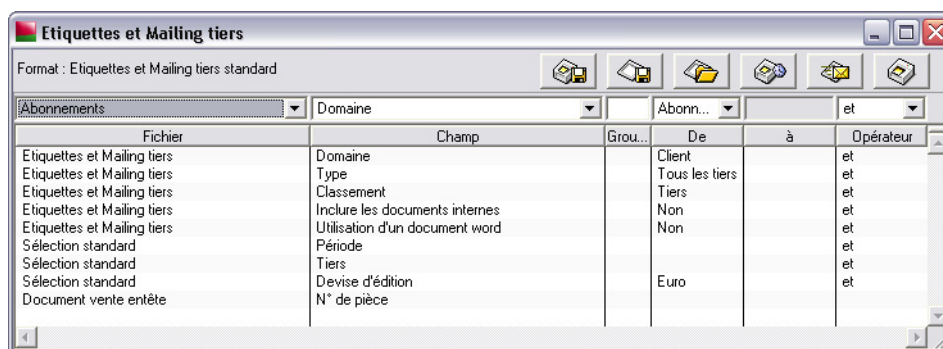 Etiquettes et Mailing tiers
Format : Etiquettes et Mailing tiers standard
Abonnements Domaine Abonn... et
Fichier Champ Grou... De à Opérateur
Etiquettes et Mailing tiers Domaine Client et
Etiquettes et Mailing tiers Type Tous les tiers et
Etiquettes et Mailing tiers Classement Tiers et
Etiquettes et Mailing tiers Inclure les documents internes Non et
Etiquettes et Mailing tiers Utilisation d'un document word Non et
Sélection standard Période et
Sélection standard Tiers et
Sélection standard Devise d'édition Euro et
Document vente entête N° de pièce